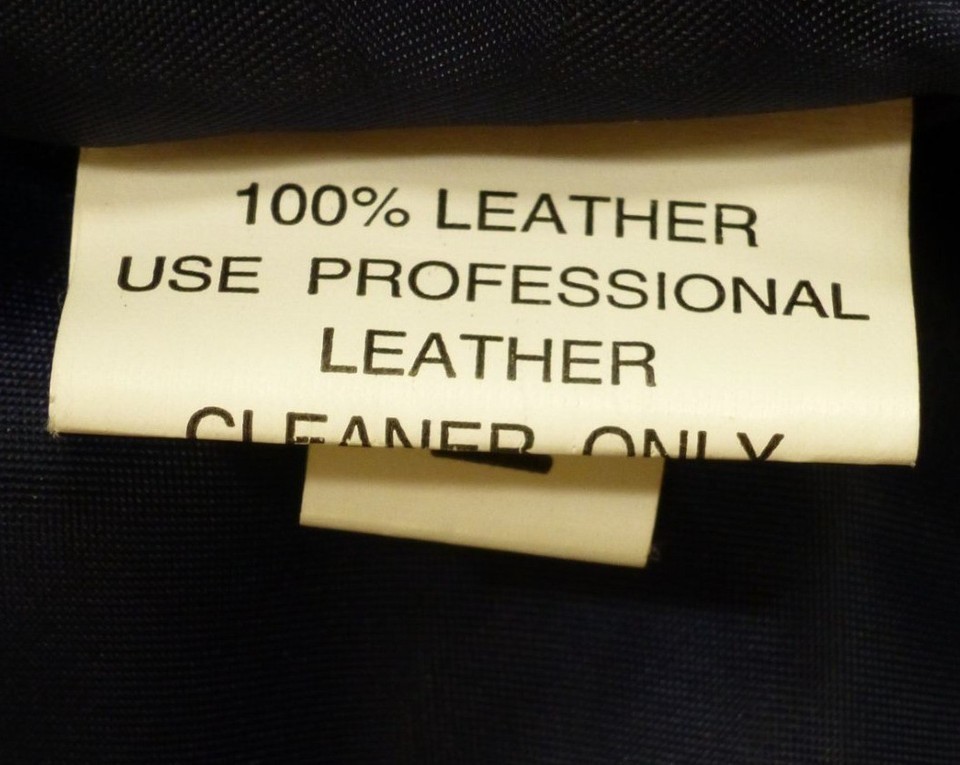 100% LEATHER
USE PROFESSIONAL
LEATHER
CLEANER ONLY